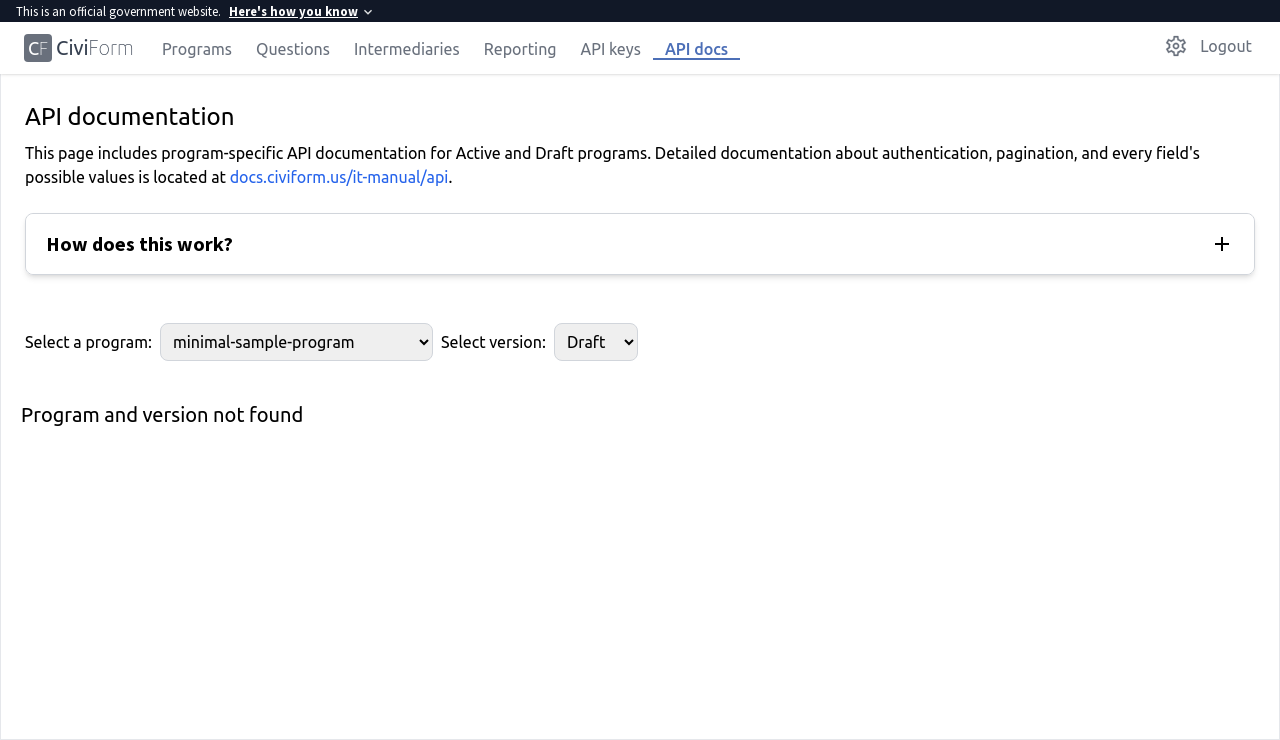 This is an official government website. Here's how you know
CF CiviForm Programs Questions Intermediaries Reporting API keys API docs Logout
API documentation
This page includes program-specific API documentation for Active and Draft programs. Detailed documentation about authentication, pagination, and every field's
possible values is located at docs.civiform.us/it-manual/api.
How does this work?
Select a program: minimal-sample-program Select version: Draft
Program and version not found